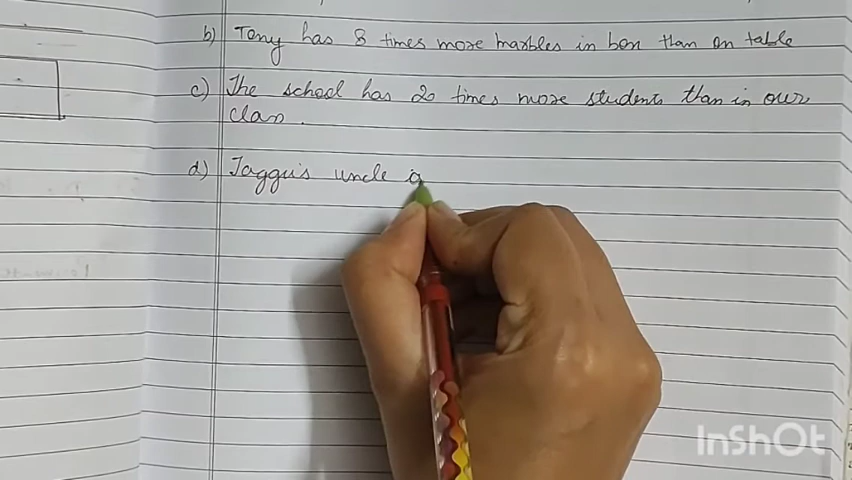 b) Tony has 8 times more marbles in box than on table
c) The school has 20 times more students than in our
class.
d) Jaggu's uncle
InShOt